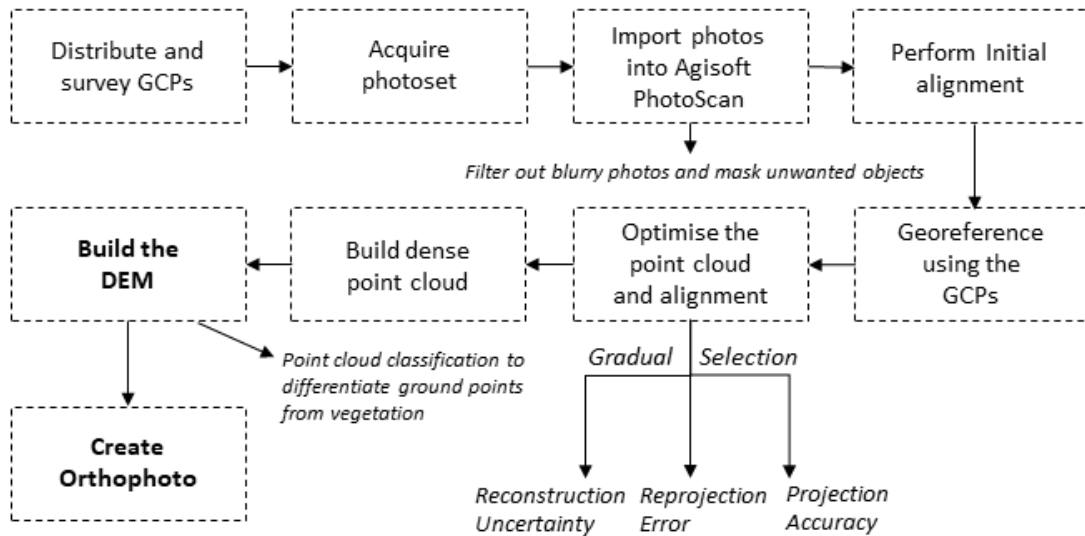 Distribute and
survey GCPs
Acquire
photoset
Import photos
into Agisoft
PhotoScan
Perform Initial
alignment
Filter out blurry photos and mask unwanted objects
Georeference
using the
GCPs
Optimise the
point cloud
and alignment
Build dense
point cloud
Build the
DEM
Point cloud classification to
differentiate ground points
from vegetation
Gradual Selection
Reconstruction
Uncertainty
Reprojection
Error
Projection
Accuracy
Create
Orthophoto